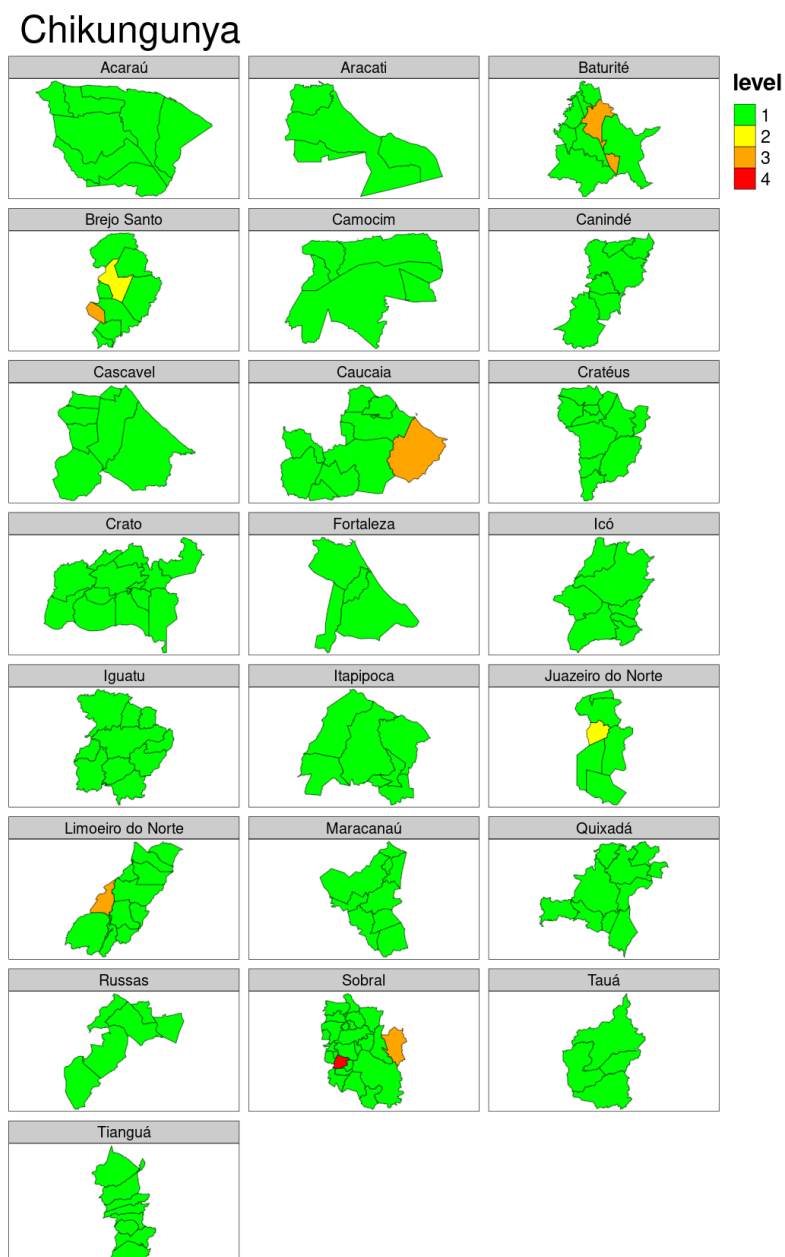 Chikungunya
Acaraú
Aracati
Baturité
level
1
2
3
4
Brejo Santo
Camocim
Canindé
Cascavel
Caucaia
Cratéus
Crato
Fortaleza
Icó
Iguatu
Itapipoca
Juazeiro do Norte
Limoeiro do Norte
Maracanaú
Quixadá
Russas
Sobral
Tauá
Tianguá